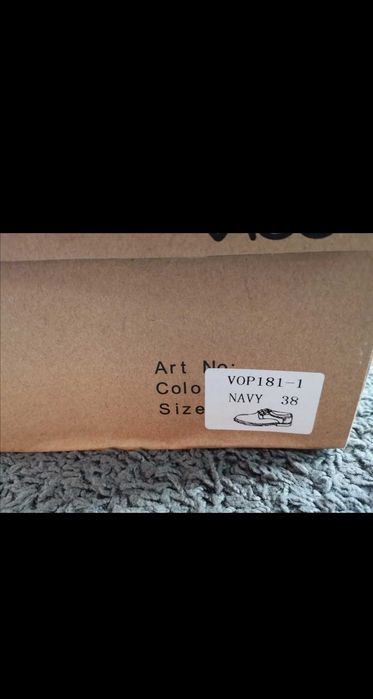 Art No:
VOP181-1
Colo
NAVY 38
Size